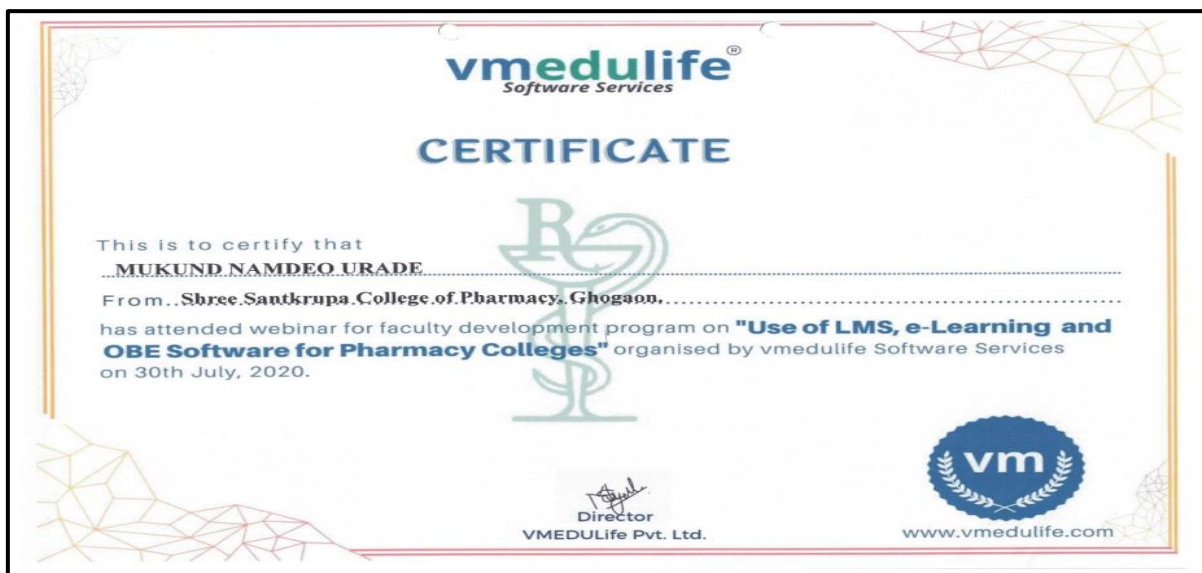 vmedulife®
Software Services
CERTIFICATE
R
This is to certify that
MUKUND NAMDEO URADE
From..Shree Santkrupa College of Pharmacy, Ghogaon,
has attended webinar for faculty development program on "Use of LMS, e-Learning and
OBE Software for Pharmacy Colleges" organised by vmedulife Software Services
on 30th July, 2020.
Director
VMEDULife Pvt. Ltd.
vm
www.vmedulife.com